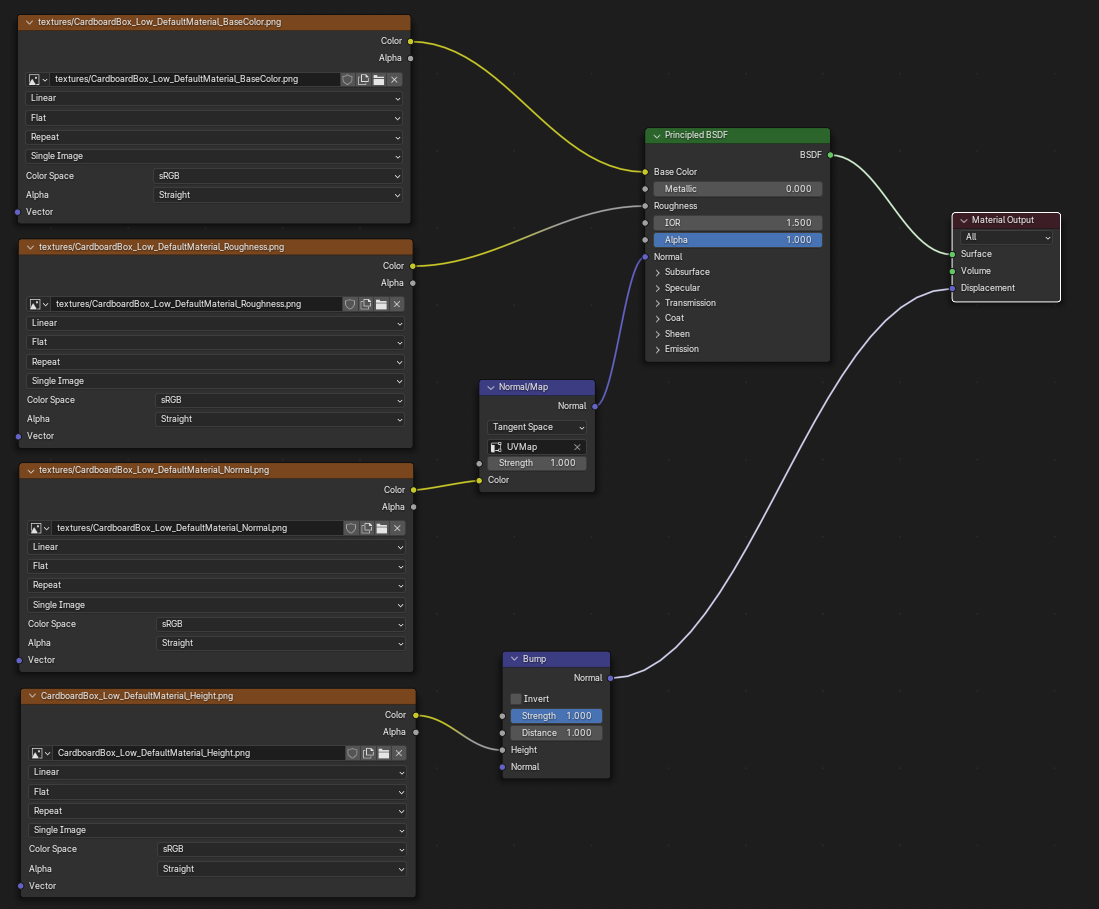 textures/CardboardBox_Low_DefaultMaterial_BaseColor.png
Color
Alpha
textures/CardboardBox_Low_DefaultMaterial_BaseColor.png
Linear
Flat
Repeat
Single Image
Color Space sRGB
Alpha Straight
Vector
textures/CardboardBox_Low_DefaultMaterial_Roughness.png
Color
Alpha
textures/CardboardBox_Low_DefaultMaterial_Roughness.png
Linear
Flat
Repeat
Single Image
Color Space sRGB
Alpha Straight
Vector
textures/CardboardBox_Low_DefaultMaterial_Normal.png
Color
Alpha
textures/CardboardBox_Low_DefaultMaterial_Normal.png
Linear
Flat
Repeat
Single Image
Color Space sRGB
Alpha Straight
Vector
CardboardBox_Low_DefaultMaterial_Height.png
Color
Alpha
CardboardBox_Low_DefaultMaterial_Height.png
Linear
Flat
Repeat
Single Image
Color Space sRGB
Alpha Straight
Vector
Normal/Map
Normal
Tangent Space
UVMap
Strength 1.000
Color
Bump
Normal
Invert
Strength 1.000
Distance 1.000
Height
Normal
Principled BSDF
BSDF
Base Color
Metallic 0.000
Roughness
IOR 1.500
Alpha 1.000
Normal
Subsurface
Specular
Transmission
Coat
Sheen
Emission
Material Output
All
Surface
Volume
Displacement